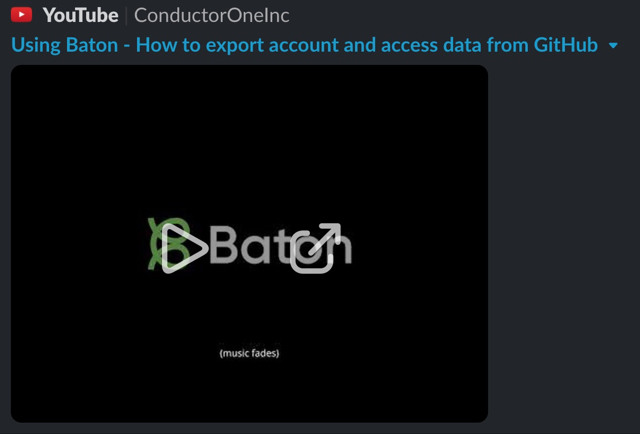 YouTube | ConductorOneInc
Using Baton - How to export account and access data from GitHub
Baton
(music fades)